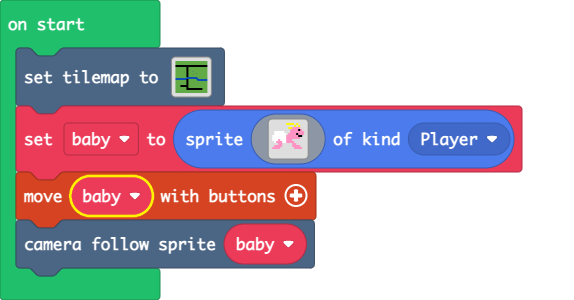 on start
set tilemap to
set baby to sprite of kind Player
move baby with buttons
camera follow sprite baby